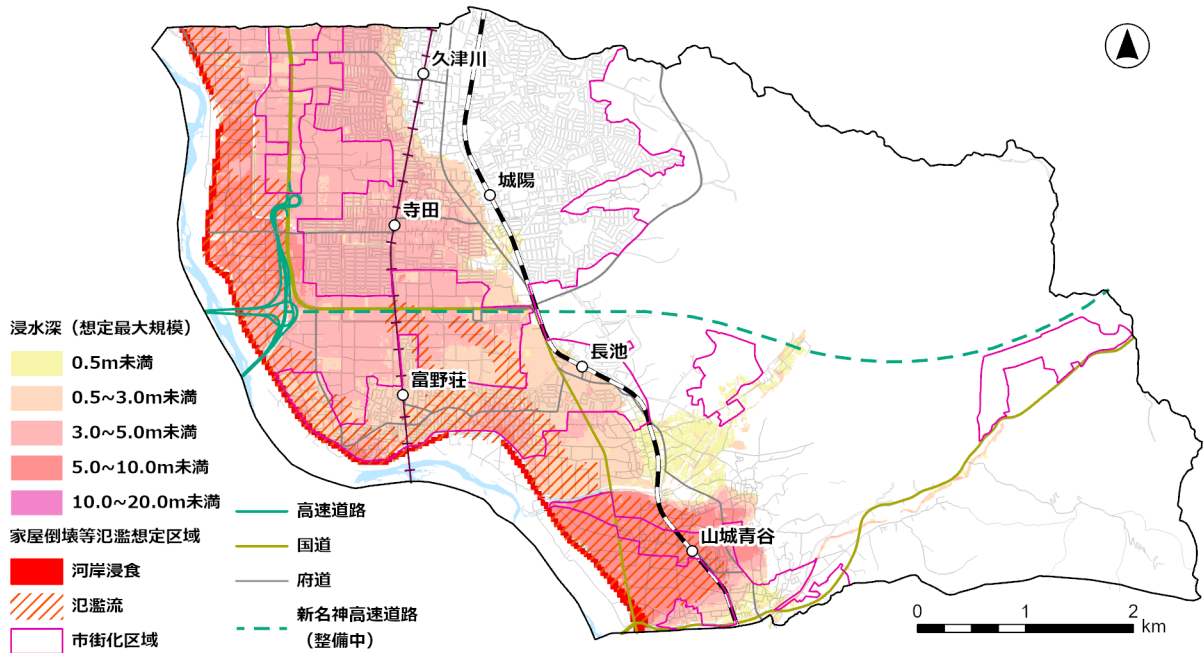 久津川
城陽
寺田
長池
富野荘
山城青谷
浸水深（想定最大規模）
0.5m未満
0.5~3.0m未満
3.0~5.0m未満
5.0~10.0m未満
10.0~20.0m未満
家屋倒壊等氾濫想定区域
河岸浸食
氾濫流
市街化区域
高速道路
国道
府道
新名神高速道路
（整備中）
0 1 2
km